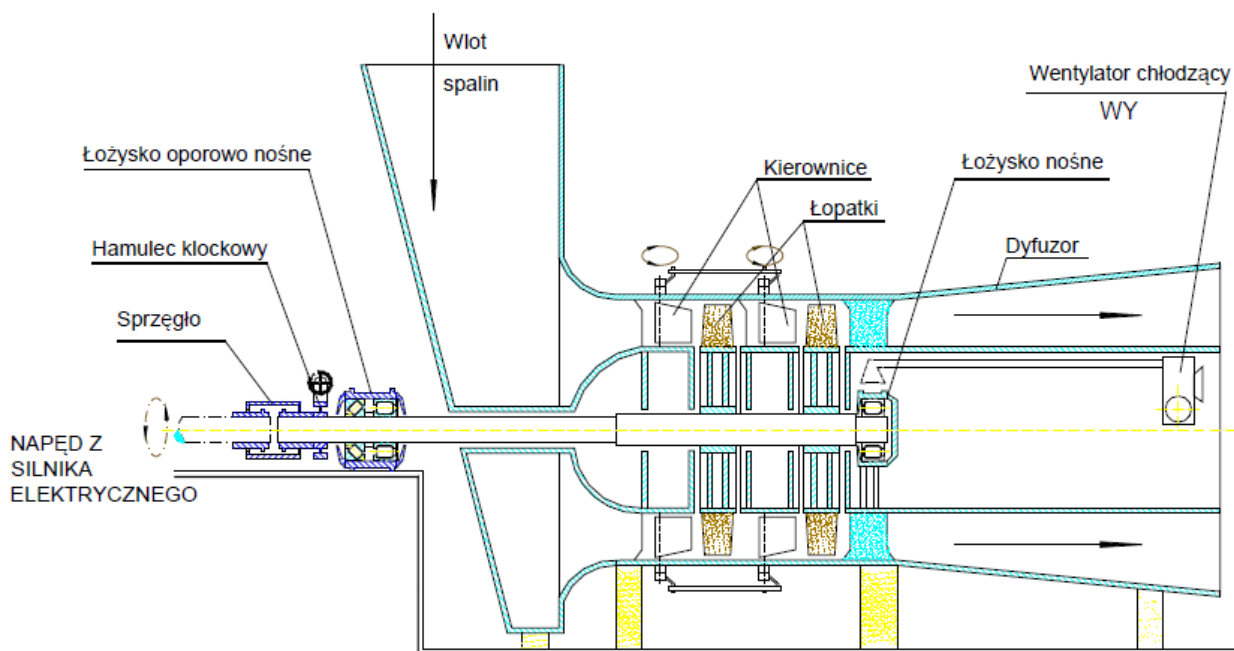 Wlot
spalin
Wentylator chłodzący
WY
Łożysko oporowo nośne
Kierownice
Łożysko nośne
Łopatki
Hamulec klockowy
Dyfuzor
Sprzęgło
NAPĘD Z
SILNIKA
ELEKTRYCZNEGO